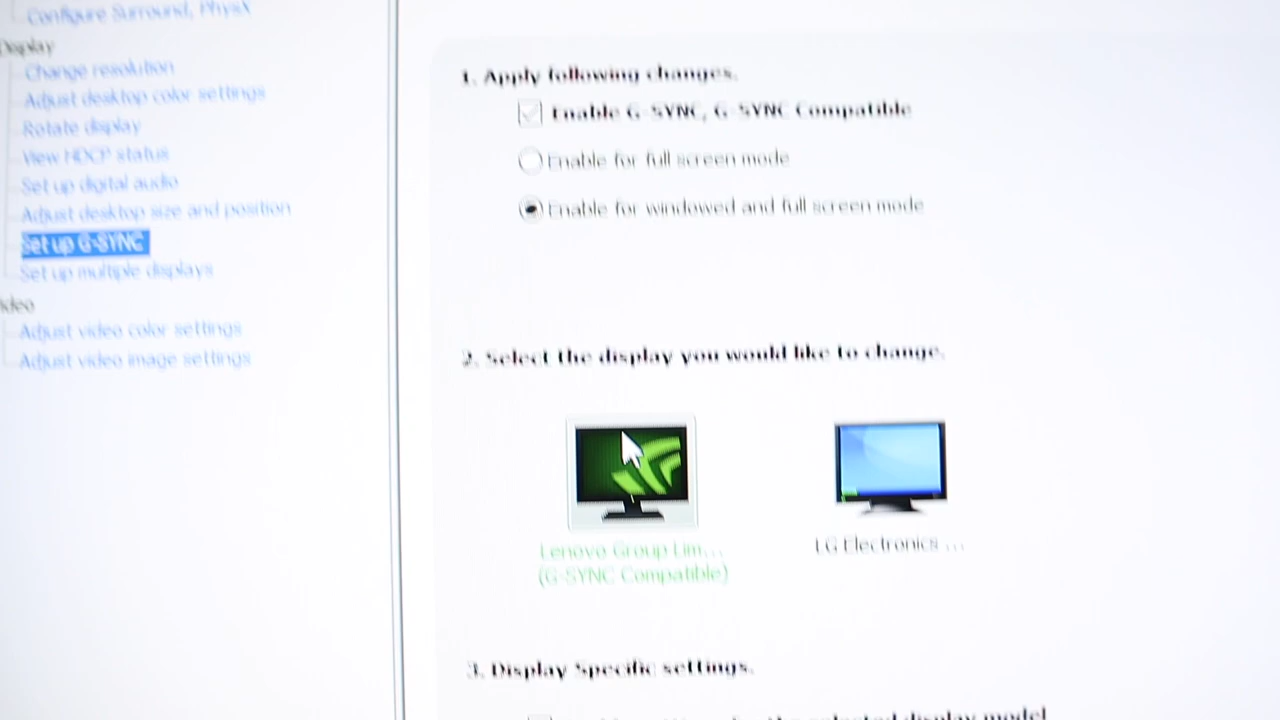 Configure Surround, PhysX
Display
Change resolution
Adjust desktop color settings
Rotate display
View HDCP status
Set up digital audio
Adjust desktop size and position
Set up G-SYNC
Set up multiple displays
Video
Adjust video color settings
Adjust video image settings
1. Apply following changes.
Enable G-SYNC, G-SYNC Compatible
Enable for full screen mode
Enable for windowed and full screen mode
2. Select the display you would like to change.
Lenovo Group Lim...
(G-SYNC Compatible)
LG Electronics ...
3. Display Specific settings.
the selected display model